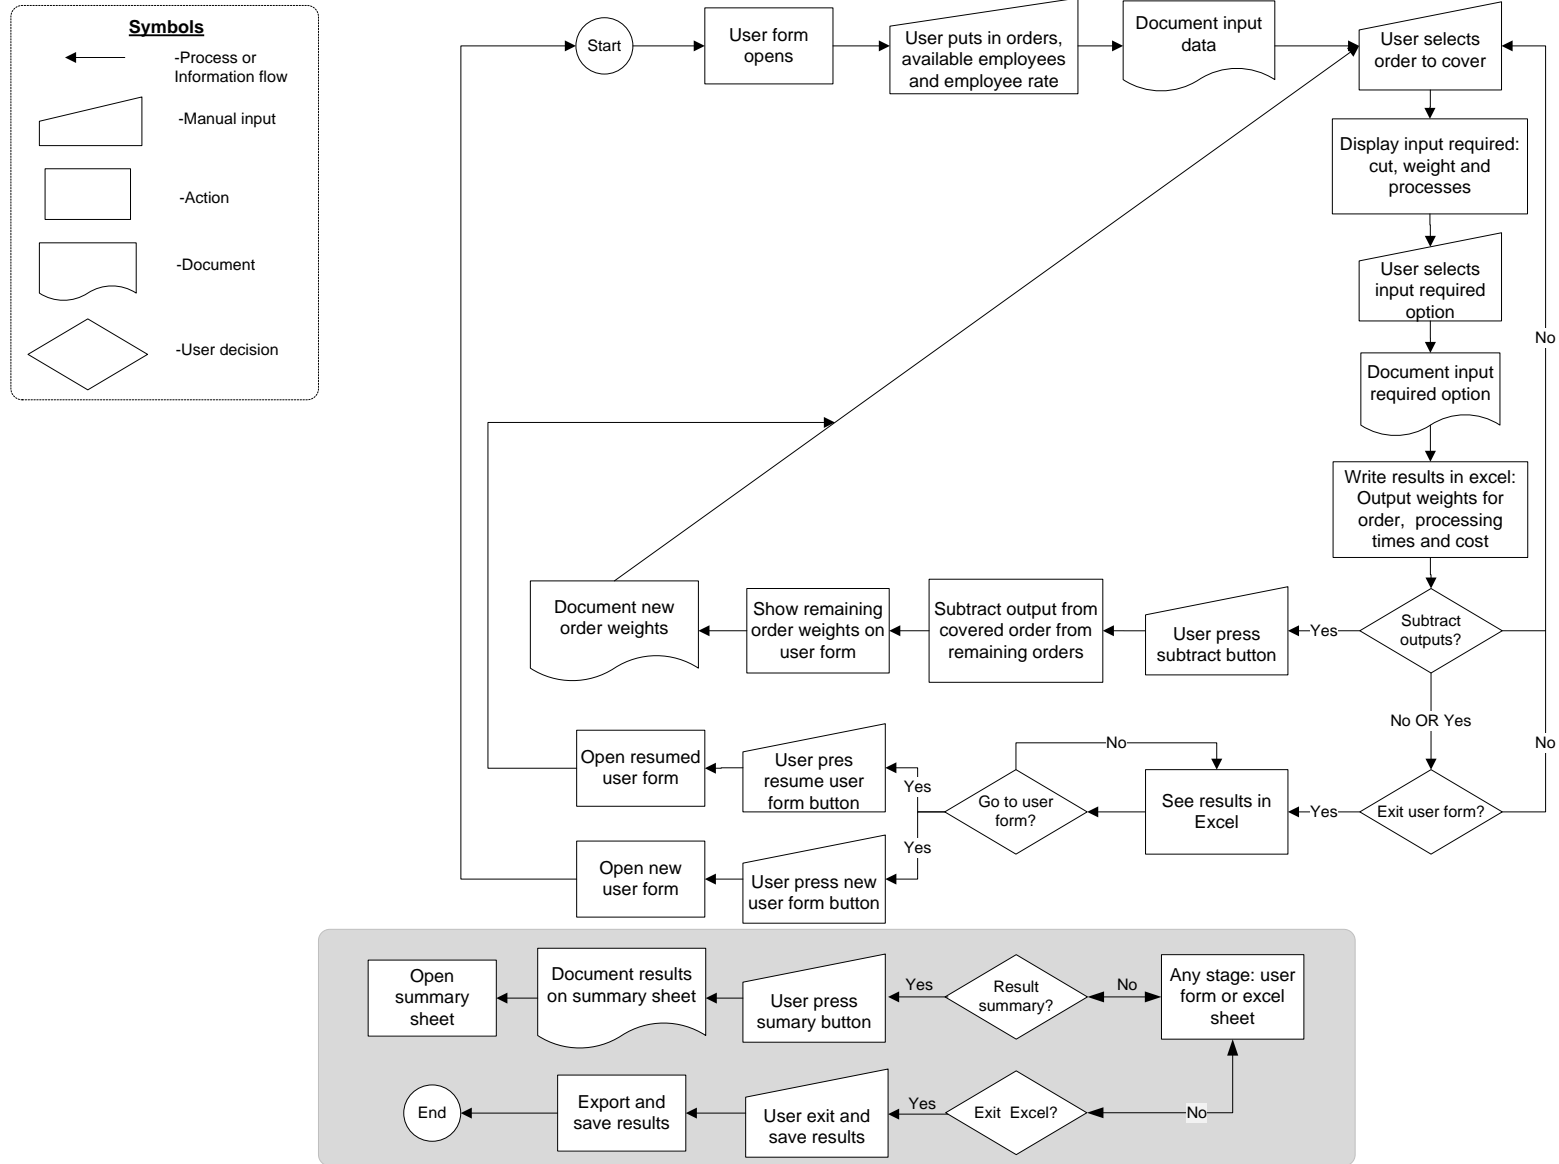 Symbols
-Process or
Information flow
-Manual input
-Action
-Document
-User decision
Start
User form
opens
User puts in orders,
available employees
and employee rate
Document input
data
User selects
order to cover
Display input required:
cut, weight and
processes
User selects
input required
option
No
Document input
required option
Write results in excel:
Output weights for
order, processing
times and cost
Subtract
outputs?
Yes
User press
subtract button
Subtract output from
covered order from
remaining orders
Show remaining
order weights on
user form
Document new
order weights
No OR Yes
No
Exit user form?
Yes
See results in
Excel
No
Go to user
form?
Yes
Yes
User pres
resume user
form button
Open resumed
user form
User press new
user form button
Open new
user form
Any stage: user
form or excel
sheet
No
Result
summary?
Yes
User press
sumary button
Document results
on summary sheet
Open
summary
sheet
No
Exit Excel?
Yes
User exit and
save results
Export and
save results
End